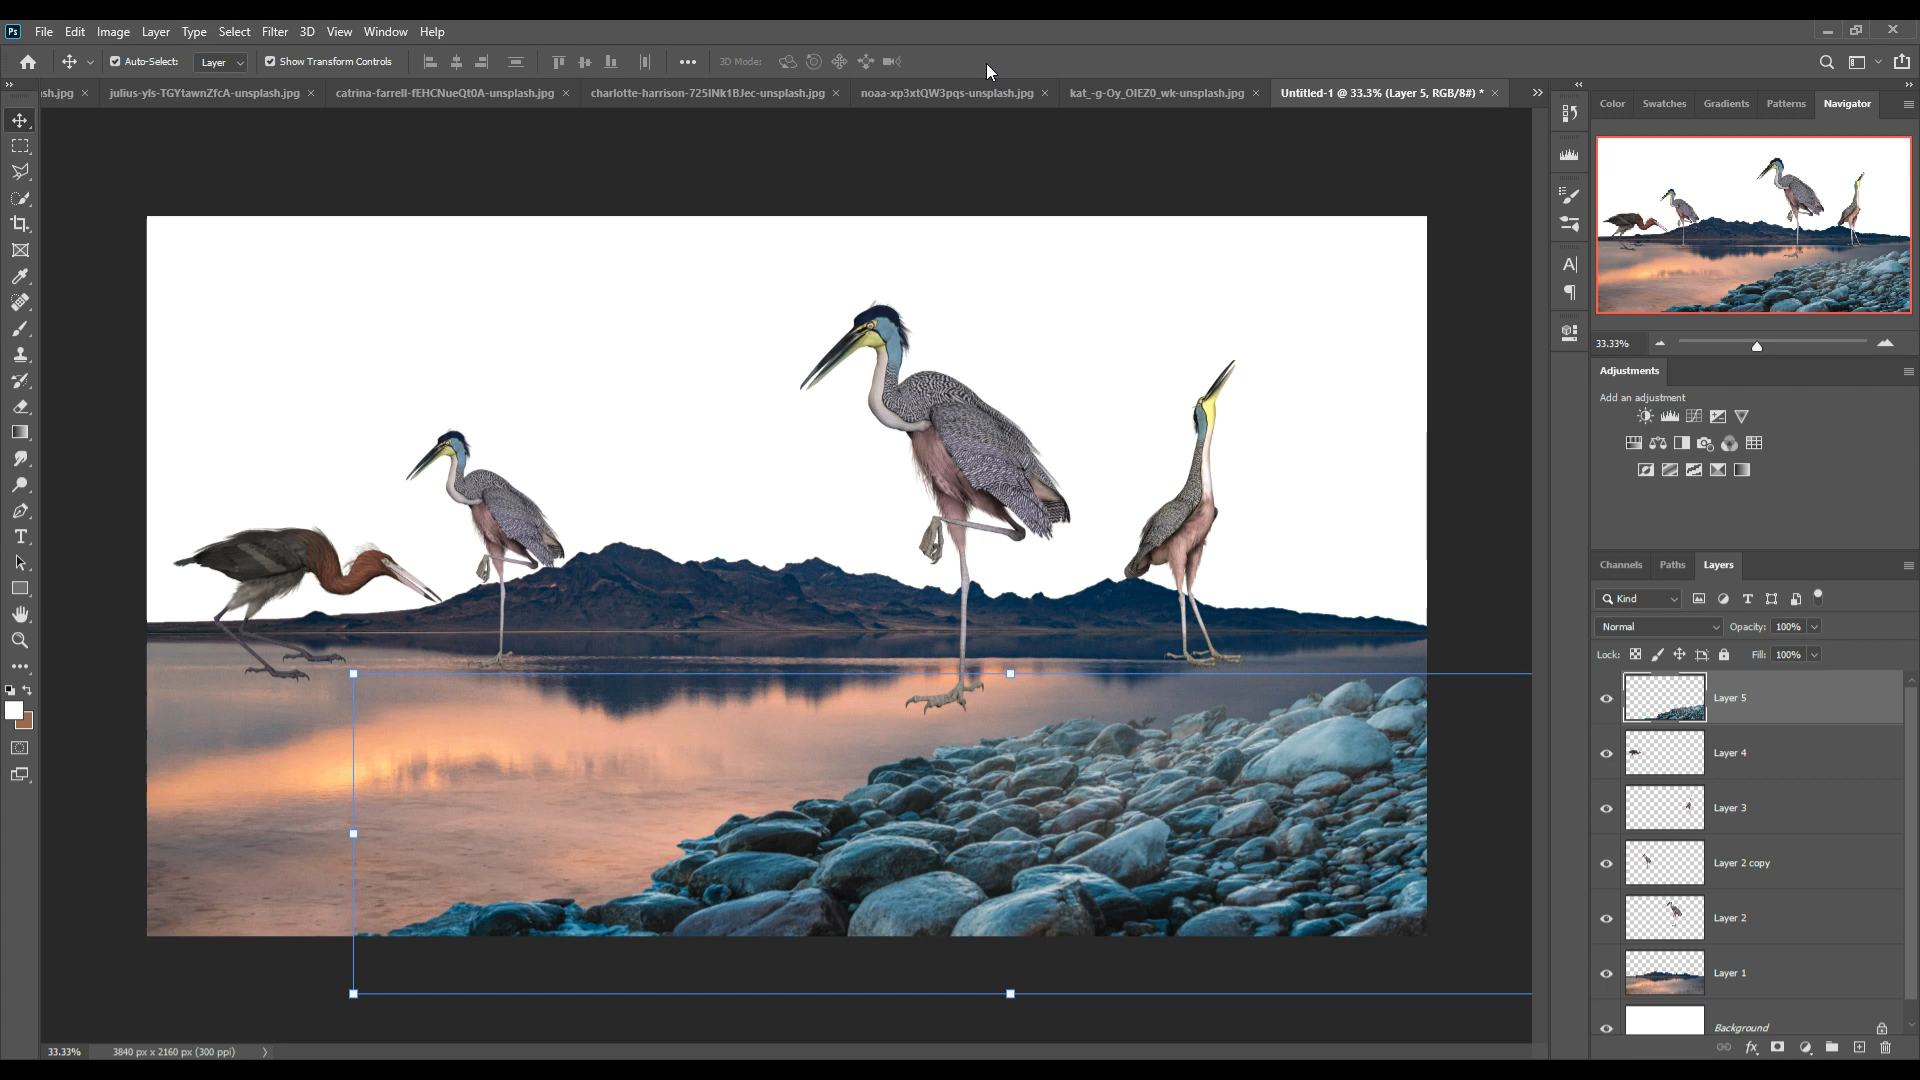 Ps File Edit Image Layer Type Select Filter 3D View Window Help
Auto-Select: Layer Show Transform Controls 3D Mode:
sh.jpg × julius-yls-TGYtawnZfcA-unsplash.jpg × catrina-farrell-fEHCNueQt0A-unsplash.jpg × charlotte-harrison-725INk1BJec-unsplash.jpg × noaa-xp3xtQW3pqs-unsplash.jpg × kat_-g-Oy_OIEZ0_wk-unsplash.jpg × Untitled-1 @ 33.3% (Layer 5, RGB/8#) * ×
Color Swatches Gradients Patterns Navigator
33.33%
Adjustments
Add an adjustment
Channels Paths Layers
Kind
Normal Opacity: 100%
Lock: Fill: 100%
Layer 5
Layer 4
Layer 3
Layer 2 copy
Layer 2
Layer 1
Background
33.33% 3840 px x 2160 px (300 ppi)